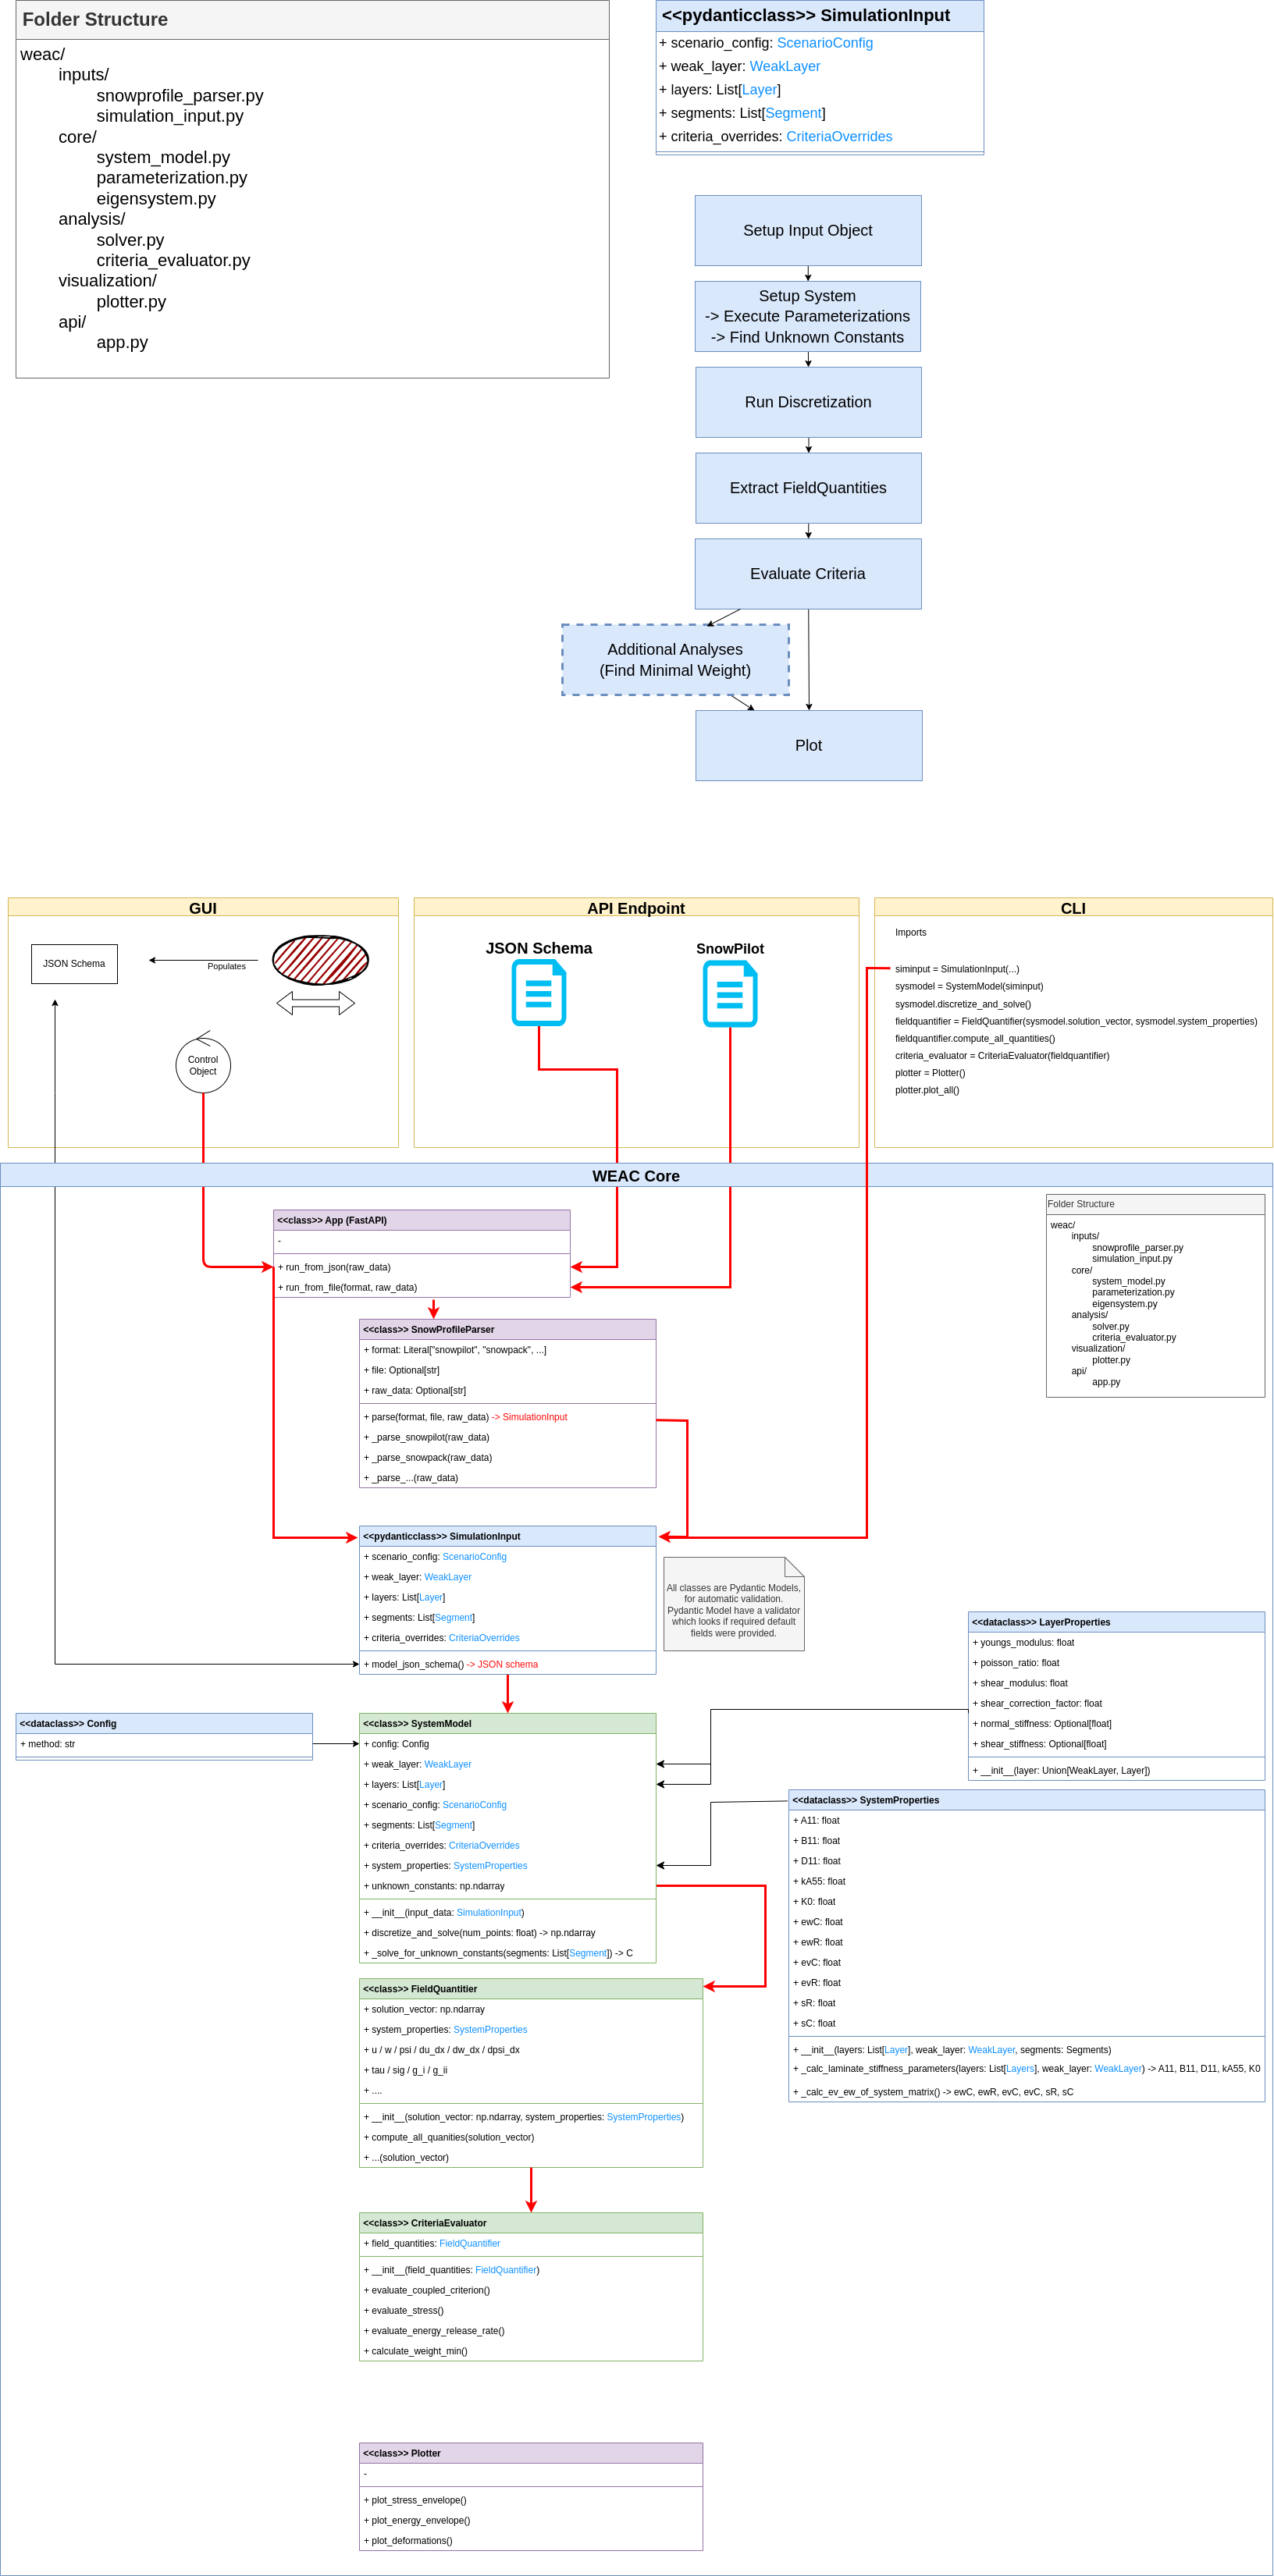 Folder Structure
weac/
inputs/
snowprofile_parser.py
simulation_input.py
core/
system_model.py
parameterization.py
eigensystem.py
analysis/
solver.py
criteria_evaluator.py
visualization/
plotter.py
api/
app.py
<<pydanticclass>> SimulationInput
+ scenario_config: ScenarioConfig
+ weak_layer: WeakLayer
+ layers: List[Layer]
+ segments: List[Segment]
+ criteria_overrides: CriteriaOverrides
Setup Input Object
Setup System
-> Execute Parameterizations
-> Find Unknown Constants
Run Discretization
Extract FieldQuantities
Evaluate Criteria
Additional Analyses
(Find Minimal Weight)
Plot
GUI
JSON Schema
Populates
Control
Object
API Endpoint
JSON Schema
SnowPilot
CLI
Imports
siminput = SimulationInput(...)
sysmodel = SystemModel(siminput)
sysmodel.discretize_and_solve()
fieldquantifier = FieldQuantifier(sysmodel.solution_vector, sysmodel.system_properties)
fieldquantifier.compute_all_quantities()
criteria_evaluator = CriteriaEvaluator(fieldquantifier)
plotter = Plotter()
plotter.plot_all()
WEAC Core
<<class>> App (FastAPI)
-
+ run_from_json(raw_data)
+ run_from_file(format, raw_data)
Folder Structure
weac/
inputs/
snowprofile_parser.py
simulation_input.py
core/
system_model.py
parameterization.py
eigensystem.py
analysis/
solver.py
criteria_evaluator.py
visualization/
plotter.py
api/
app.py
<<class>> SnowProfileParser
+ format: Literal["snowpilot", "snowpack", ...]
+ file: Optional[str]
+ raw_data: Optional[str]
+ parse(format, file, raw_data) -> SimulationInput
+ _parse_snowpilot(raw_data)
+ _parse_snowpack(raw_data)
+ _parse_...(raw_data)
<<pydanticclass>> SimulationInput
+ scenario_config: ScenarioConfig
+ weak_layer: WeakLayer
+ layers: List[Layer]
+ segments: List[Segment]
+ criteria_overrides: CriteriaOverrides
+ model_json_schema() -> JSON schema
All classes are Pydantic Models,
for automatic validation.
Pydantic Model have a validator
which looks if required default
fields were provided.
<<dataclass>> LayerProperties
+ youngs_modulus: float
+ poisson_ratio: float
+ shear_modulus: float
+ shear_correction_factor: float
+ normal_stiffness: Optional[float]
+ shear_stiffness: Optional[float]
+ __init__(layer: Union[WeakLayer, Layer])
<<dataclass>> Config
+ method: str
<<class>> SystemModel
+ config: Config
+ weak_layer: WeakLayer
+ layers: List[Layer]
+ scenario_config: ScenarioConfig
+ segments: List[Segment]
+ criteria_overrides: CriteriaOverrides
+ system_properties: SystemProperties
+ unknown_constants: np.ndarray
+ __init__(input_data: SimulationInput)
+ discretize_and_solve(num_points: float) -> np.ndarray
+ _solve_for_unknown_constants(segments: List[Segment]) -> C
<<dataclass>> SystemProperties
+ A11: float
+ B11: float
+ D11: float
+ kA55: float
+ K0: float
+ ewC: float
+ ewR: float
+ evC: float
+ evR: float
+ sR: float
+ sC: float
+ __init__(layers: List[Layer], weak_layer: WeakLayer, segments: Segments)
+ _calc_laminate_stiffness_parameters(layers: List[Layers], weak_layer: WeakLayer) -> A11, B11, D11, kA55, K0
+ _calc_ev_ew_of_system_matrix() -> ewC, ewR, evC, evC, sR, sC
<<class>> FieldQuantitier
+ solution_vector: np.ndarray
+ system_properties: SystemProperties
+ u / w / psi / du_dx / dw_dx / dpsi_dx
+ tau / sig / g_i / g_ii
+ ....
+ __init__(solution_vector: np.ndarray, system_properties: SystemProperties)
+ compute_all_quanities(solution_vector)
+ ...(solution_vector)
<<class>> CriteriaEvaluator
+ field_quantities: FieldQuantifier
+ __init__(field_quantities: FieldQuantifier)
+ evaluate_coupled_criterion()
+ evaluate_stress()
+ evaluate_energy_release_rate()
+ calculate_weight_min()
<<class>> Plotter
-
+ plot_stress_envelope()
+ plot_energy_envelope()
+ plot_deformations()